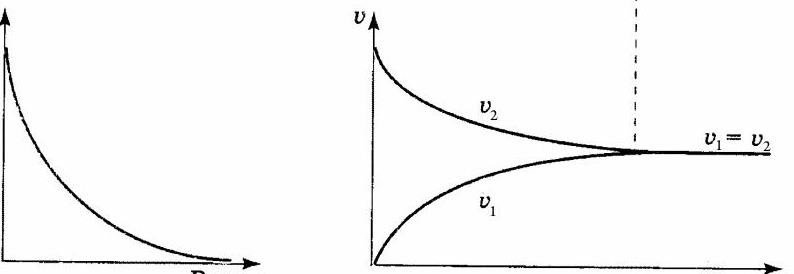 v
v₂
v₁ = v₂
v₁